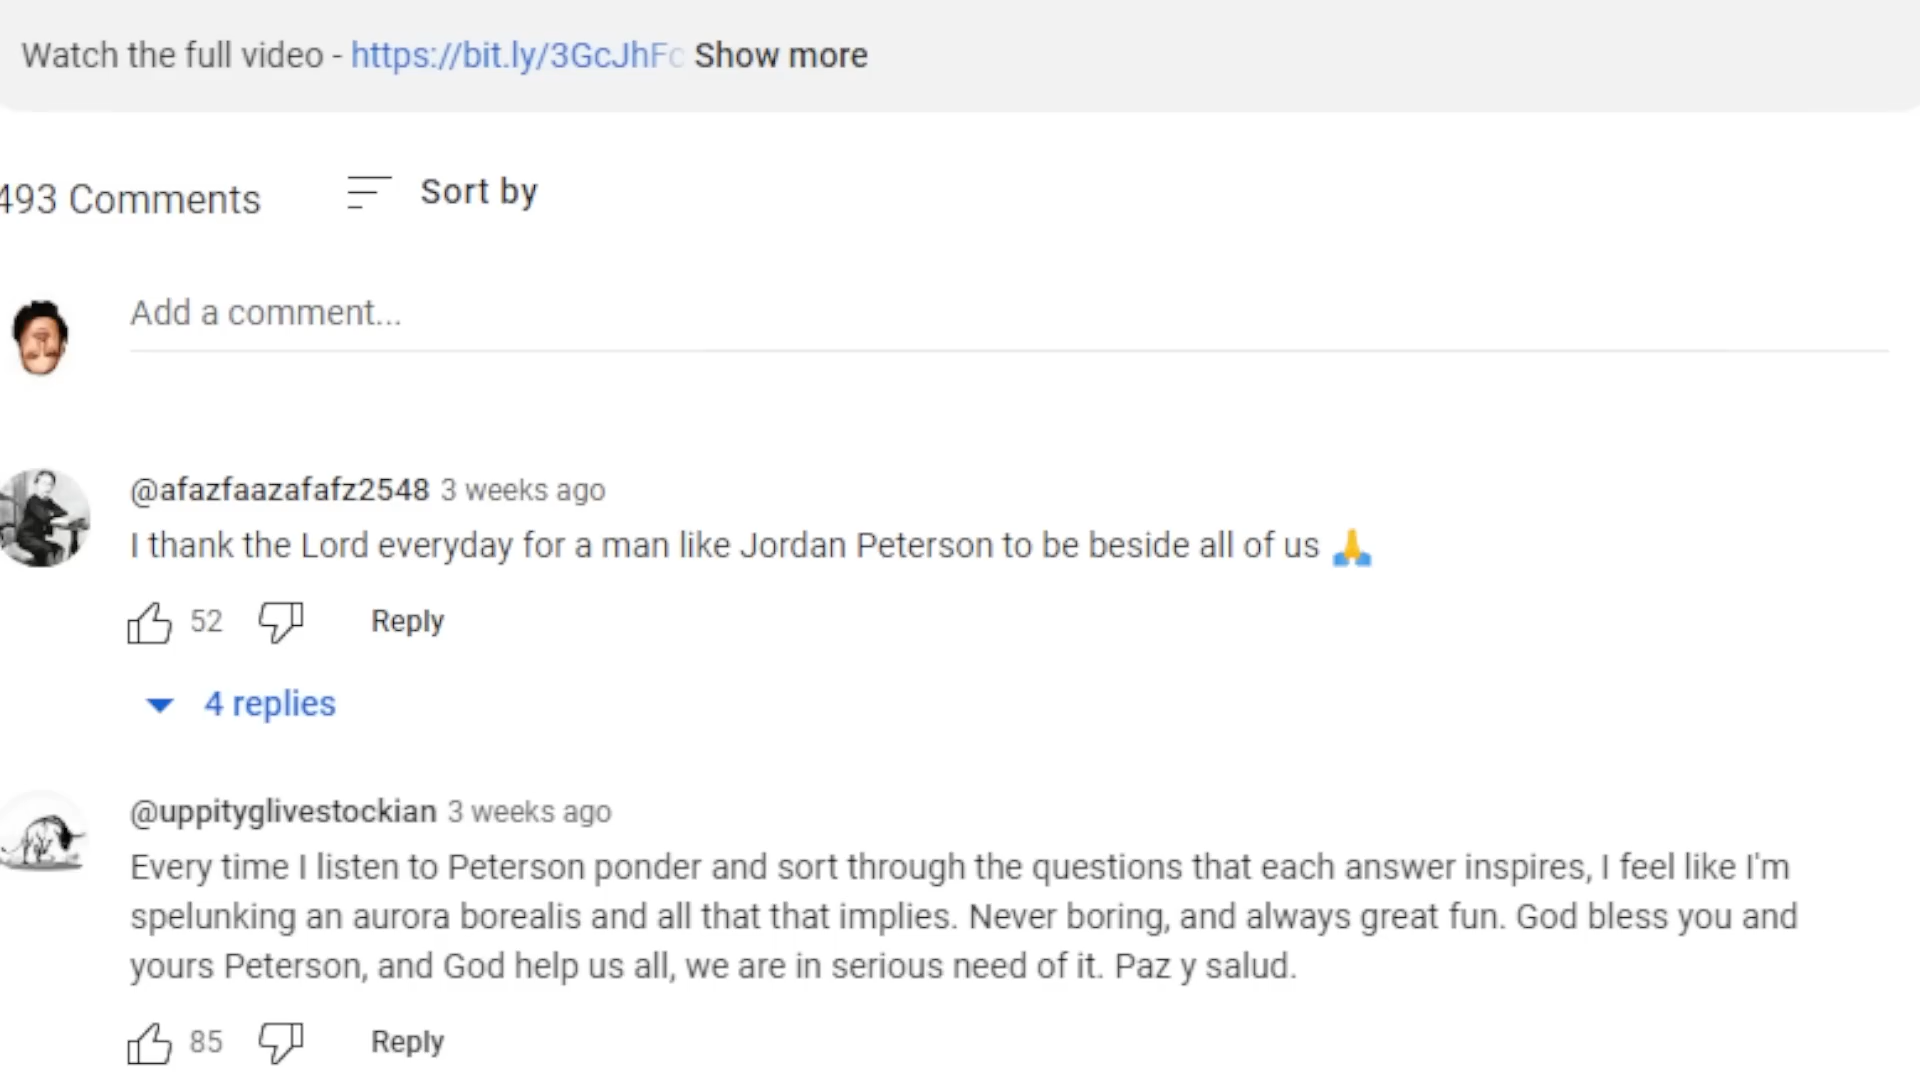 Watch the full video - https://bit.ly/3GcJhFc Show more
493 Comments Sort by
Add a comment...
@afazfaazafafz2548 3 weeks ago
I thank the Lord everyday for a man like Jordan Peterson to be beside all of us 🙏
52 Reply
4 replies
@uppityglivestockian 3 weeks ago
Every time I listen to Peterson ponder and sort through the questions that each answer inspires, I feel like I'm
spelunking an aurora borealis and all that that implies. Never boring, and always great fun. God bless you and
yours Peterson, and God help us all, we are in serious need of it. Paz y salud.
85 Reply